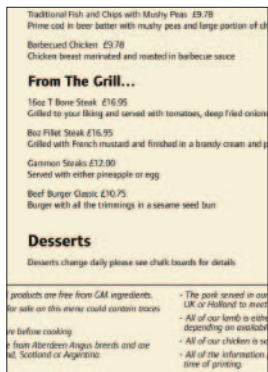 Traditional Fish and Chips with Mushy Peas £9.78
Prime cod in beer batter with mushy peas and large portion of ch
Barbecued Chicken £9.78
Chicken breast marinated and roasted in barbecue sauce
From The Grill...
16oz T Bone Steak £16.95
Grilled to your liking and served with tomatoes, deep fried onion
8oz Fillet Steak £16.95
Grilled with French mustard and finished in a brandy cream and p
Gammon Steaks £12.00
Served with either pineapple or egg
Beef Burger Classic £10.75
Burger with all the trimmings in a sesame seed bun
Desserts
Desserts change daily please see chalk boards for details
products are free from GM ingredients.
for sale on this menu could contain traces
re before cooking
e from Aberdeen Angus breeds and are
nd, Scotland or Argentina
- The pork served in our
UK or Holland to meet
- All of our lamb is eithe
depending on availabil
- All of our chicken is so
- All of the information
time of printing.